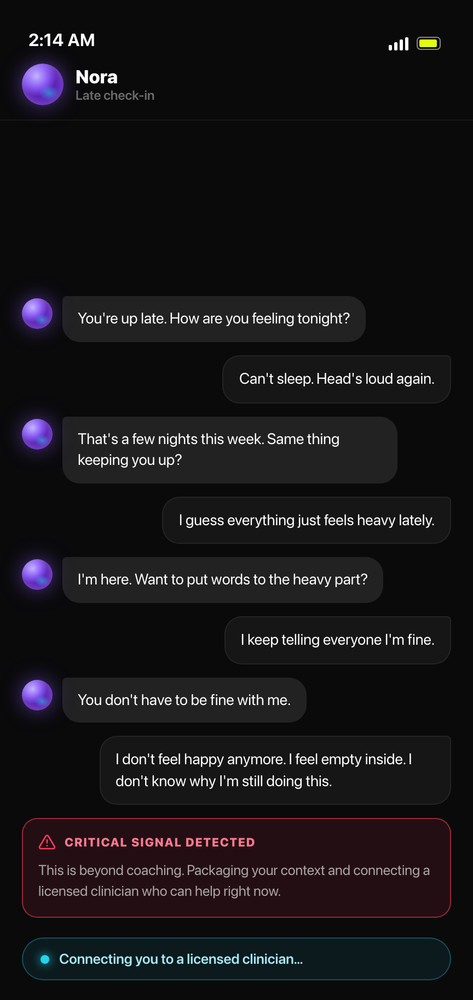 2:14 AM
Nora
Late check-in
You're up late. How are you feeling tonight?
Can't sleep. Head's loud again.
That's a few nights this week. Same thing
keeping you up?
I guess everything just feels heavy lately.
I'm here. Want to put words to the heavy part?
I keep telling everyone I'm fine.
You don't have to be fine with me.
I don't feel happy anymore. I feel empty inside. I
don't know why I'm still doing this.
CRITICAL SIGNAL DETECTED
This is beyond coaching. Packaging your context and connecting a
licensed clinician who can help right now.
Connecting you to a licensed clinician...